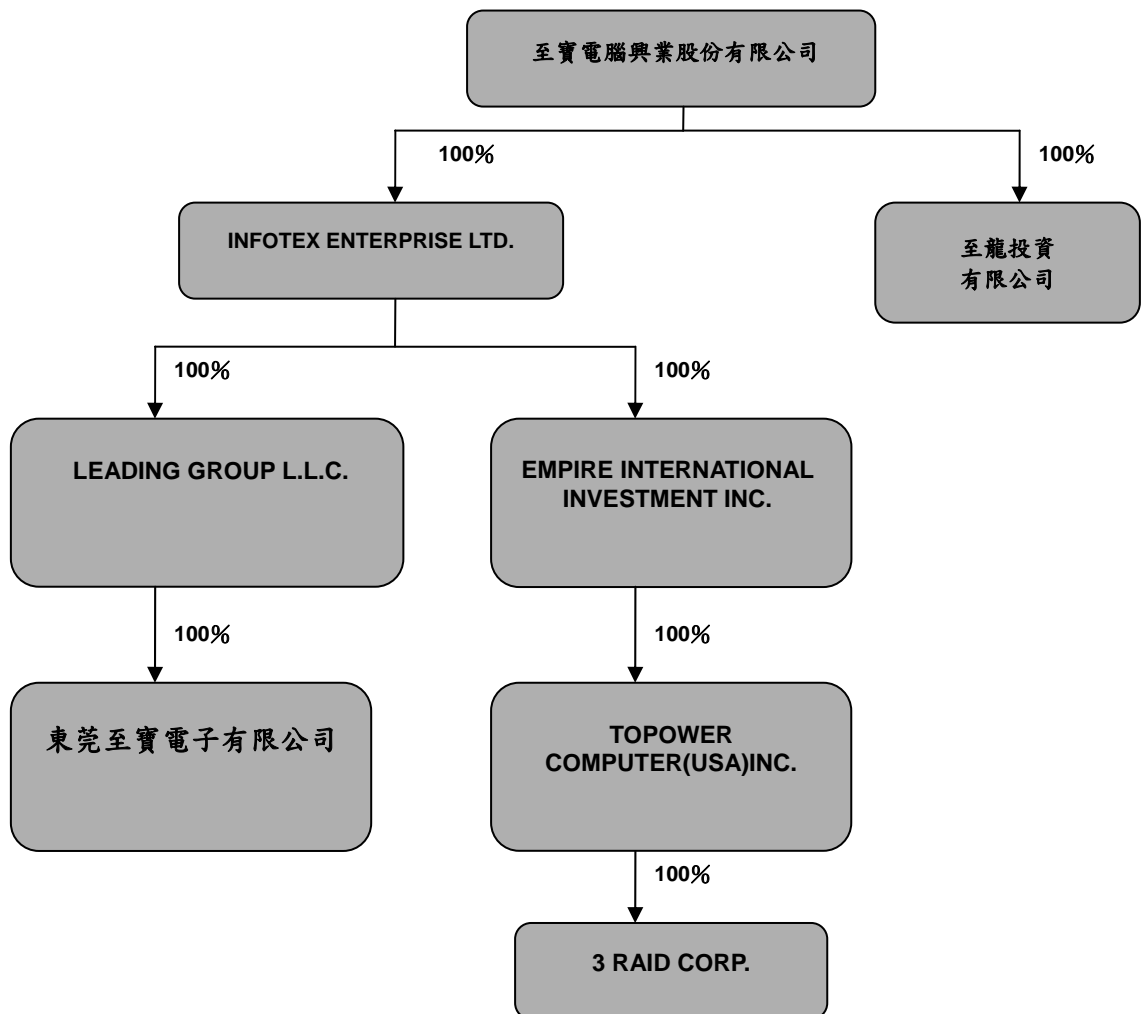 至寶電腦興業股份有限公司
100%
100%
INFOTEX ENTERPRISE LTD.
至龍投資
有限公司
100%
100%
LEADING GROUP L.L.C.
EMPIRE INTERNATIONAL
INVESTMENT INC.
100%
100%
東莞至寶電子有限公司
TOPOWER
COMPUTER(USA)INC.
100%
3 RAID CORP.